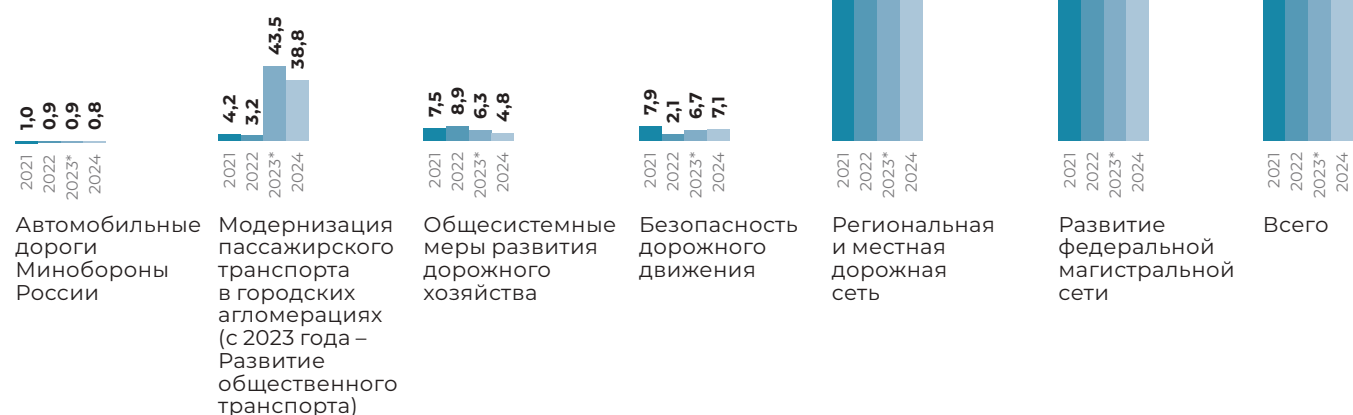 1,0 0,9 0,9 0,8
4,2 3,2 43,5 38,8
7,5 8,9 6,3 4,8
7,9 2,1 6,7 7,1
2021 2022 2023* 2024
2021 2022 2023* 2024
2021 2022 2023* 2024
2021 2022 2023* 2024
2021 2022 2023* 2024
2021 2022 2023* 2024
2021 2022 2023* 2024
Автомобильные
дороги
Минобороны
России
Модернизация
пассажирского
транспорта
в городских
агломерациях
(с 2023 года –
Развитие
общественного
транспорта)
Общесистемные
меры развития
дорожного
хозяйства
Безопасность
дорожного
движения
Региональная
и местная
дорожная
сеть
Развитие
федеральной
магистральной
сети
Всего